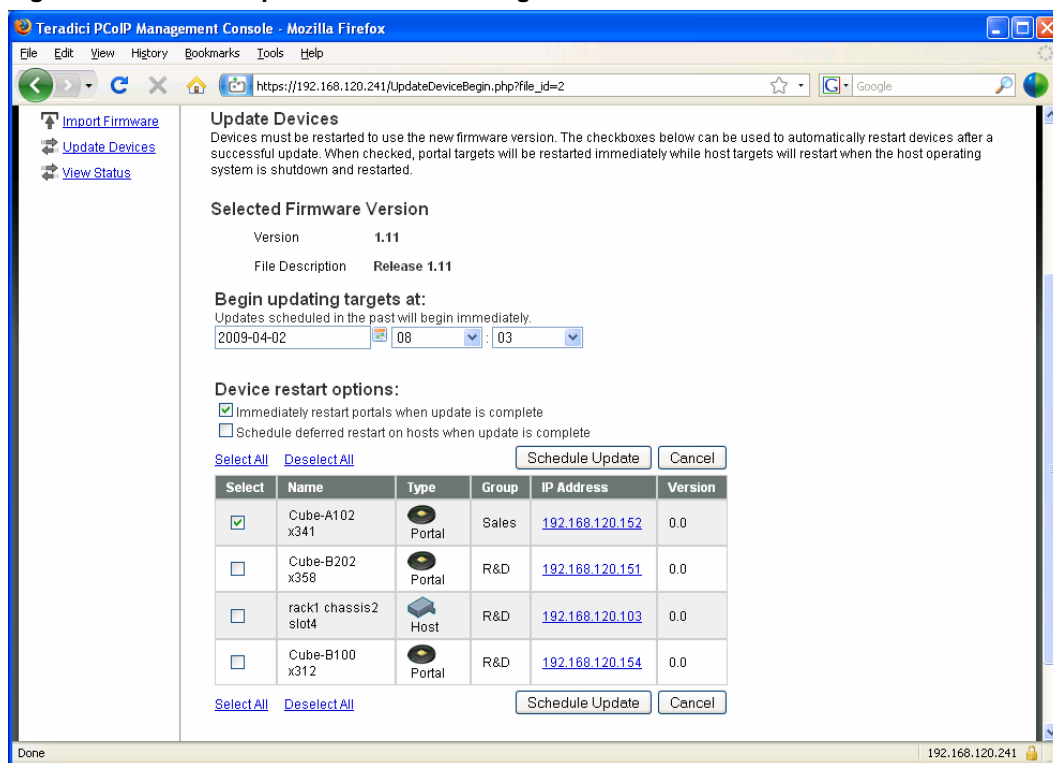 Teradici PCoIP Management Console - Mozilla Firefox
File Edit View History Bookmarks Tools Help
https://192.168.120.241/UpdateDeviceBegin.php?file_id=2
G Google
Import Firmware
Update Devices
View Status
Update Devices
Devices must be restarted to use the new firmware version. The checkboxes below can be used to automatically restart devices after a
successful update. When checked, portal targets will be restarted immediately while host targets will restart when the host operating
system is shutdown and restarted.
Selected Firmware Version
Version 1.11
File Description Release 1.11
Begin updating targets at:
Updates scheduled in the past will begin immediately.
2009-04-02 08 : 03
Device restart options:
Immediately restart portals when update is complete
Schedule deferred restart on hosts when update is complete
Select All Deselect All Schedule Update Cancel
Select Name Type Group IP Address Version
Cube-A102
x341 Portal Sales 192.168.120.152 0.0
Cube-B202
x358 Portal R&D 192.168.120.151 0.0
rack1 chassis2
slot4 Host R&D 192.168.120.103 0.0
Cube-B100
x312 Portal R&D 192.168.120.154 0.0
Select All Deselect All Schedule Update Cancel
Done 192.168.120.241